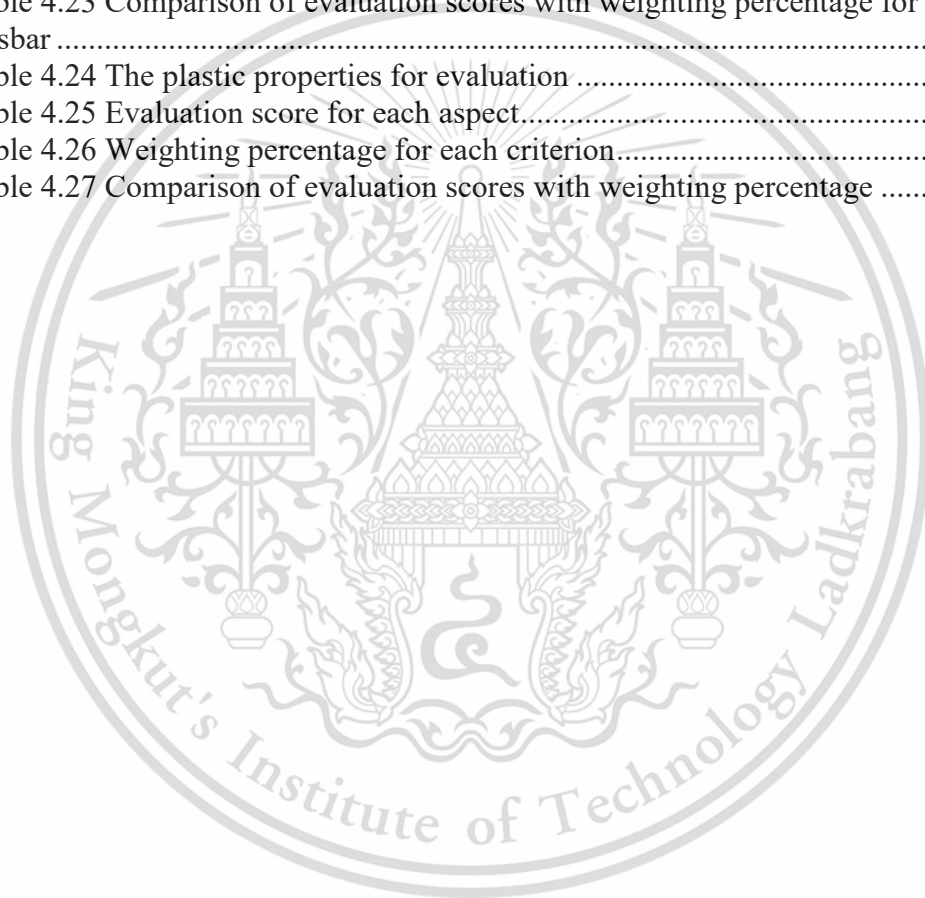 ble 4.23 Comparison of evaluation scores with weighting percentage for
sbar ..........................................................................................................
ble 4.24 The plastic properties for evaluation ..........................................
ble 4.25 Evaluation score for each aspect..................................................
ble 4.26 Weighting percentage for each criterion.....................................
ble 4.27 Comparison of evaluation scores with weighting percentage ......
King Mongkut's Institute of Technology Ladkrabang